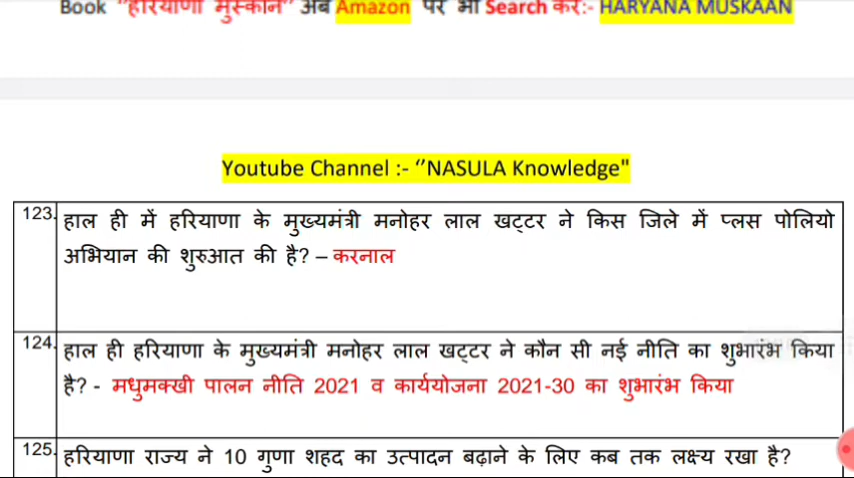 Book "हरियाणा मुस्कान" अब Amazon पर भी Search करें:- HARYANA MUSKAAN
Youtube Channel :- "NASULA Knowledge"
123. हाल ही में हरियाणा के मुख्यमंत्री मनोहर लाल खट्टर ने किस जिले में प्लस पोलियो
अभियान की शुरुआत की है? – करनाल
124. हाल ही हरियाणा के मुख्यमंत्री मनोहर लाल खट्टर ने कौन सी नई नीति का शुभारंभ किया
है? - मधुमक्खी पालन नीति 2021 व कार्ययोजना 2021-30 का शुभारंभ किया
125. हरियाणा राज्य ने 10 गुणा शहद का उत्पादन बढ़ाने के लिए कब तक लक्ष्य रखा है?